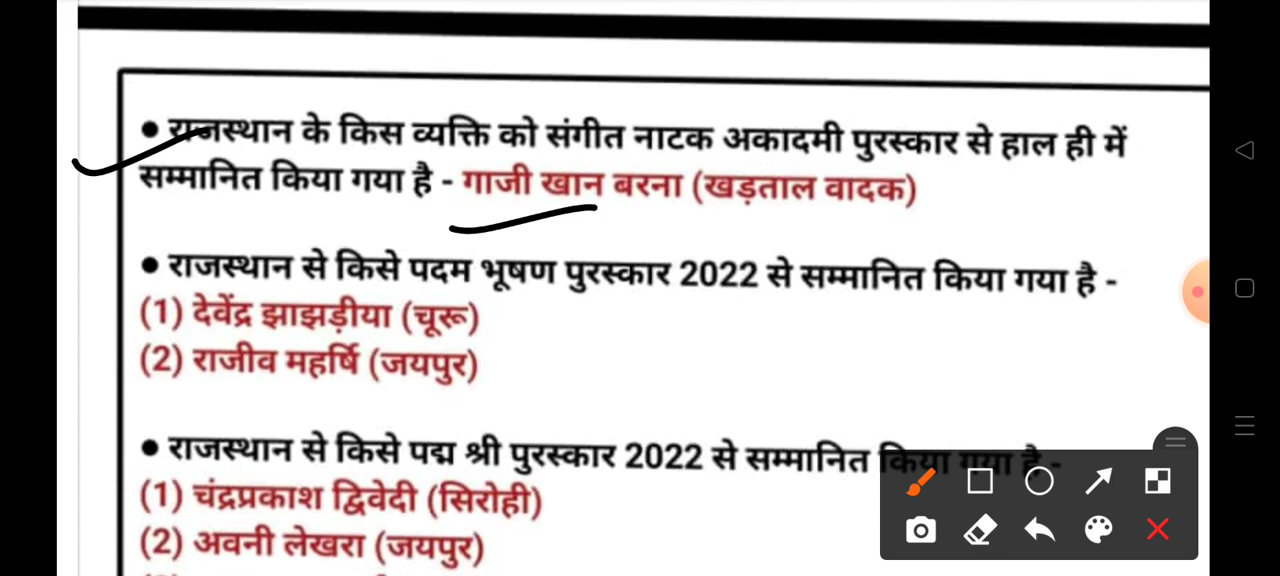 ● राजस्थान के किस व्यक्ति को संगीत नाटक अकादमी पुरस्कार से हाल ही में
सम्मानित किया गया है - गाजी खान बरना (खड़ताल वादक)
● राजस्थान से किसे पदम भूषण पुरस्कार 2022 से सम्मानित किया गया है -
(1) देवेंद्र झाझड़ीया (चूरू)
(2) राजीव महर्षि (जयपुर)
● राजस्थान से किसे पद्म श्री पुरस्कार 2022 से सम्मानित किया गया है -
(1) चंद्रप्रकाश द्विवेदी (सिरोही)
(2) अवनी लेखरा (जयपुर)